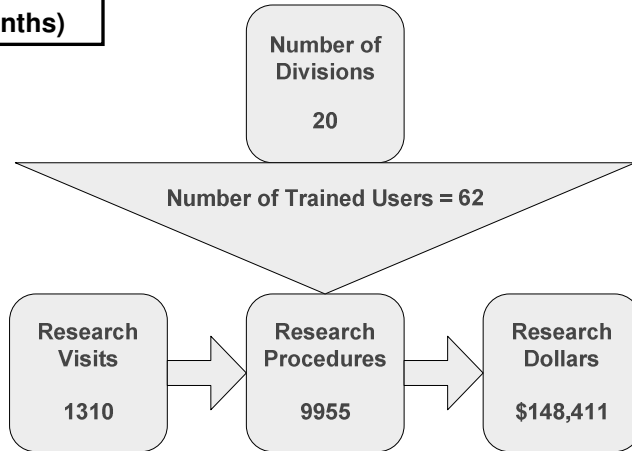 nths)
Number of
Divisions
20
Number of Trained Users = 62
Research
Visits
1310
Research
Procedures
9955
Research
Dollars
$148,411